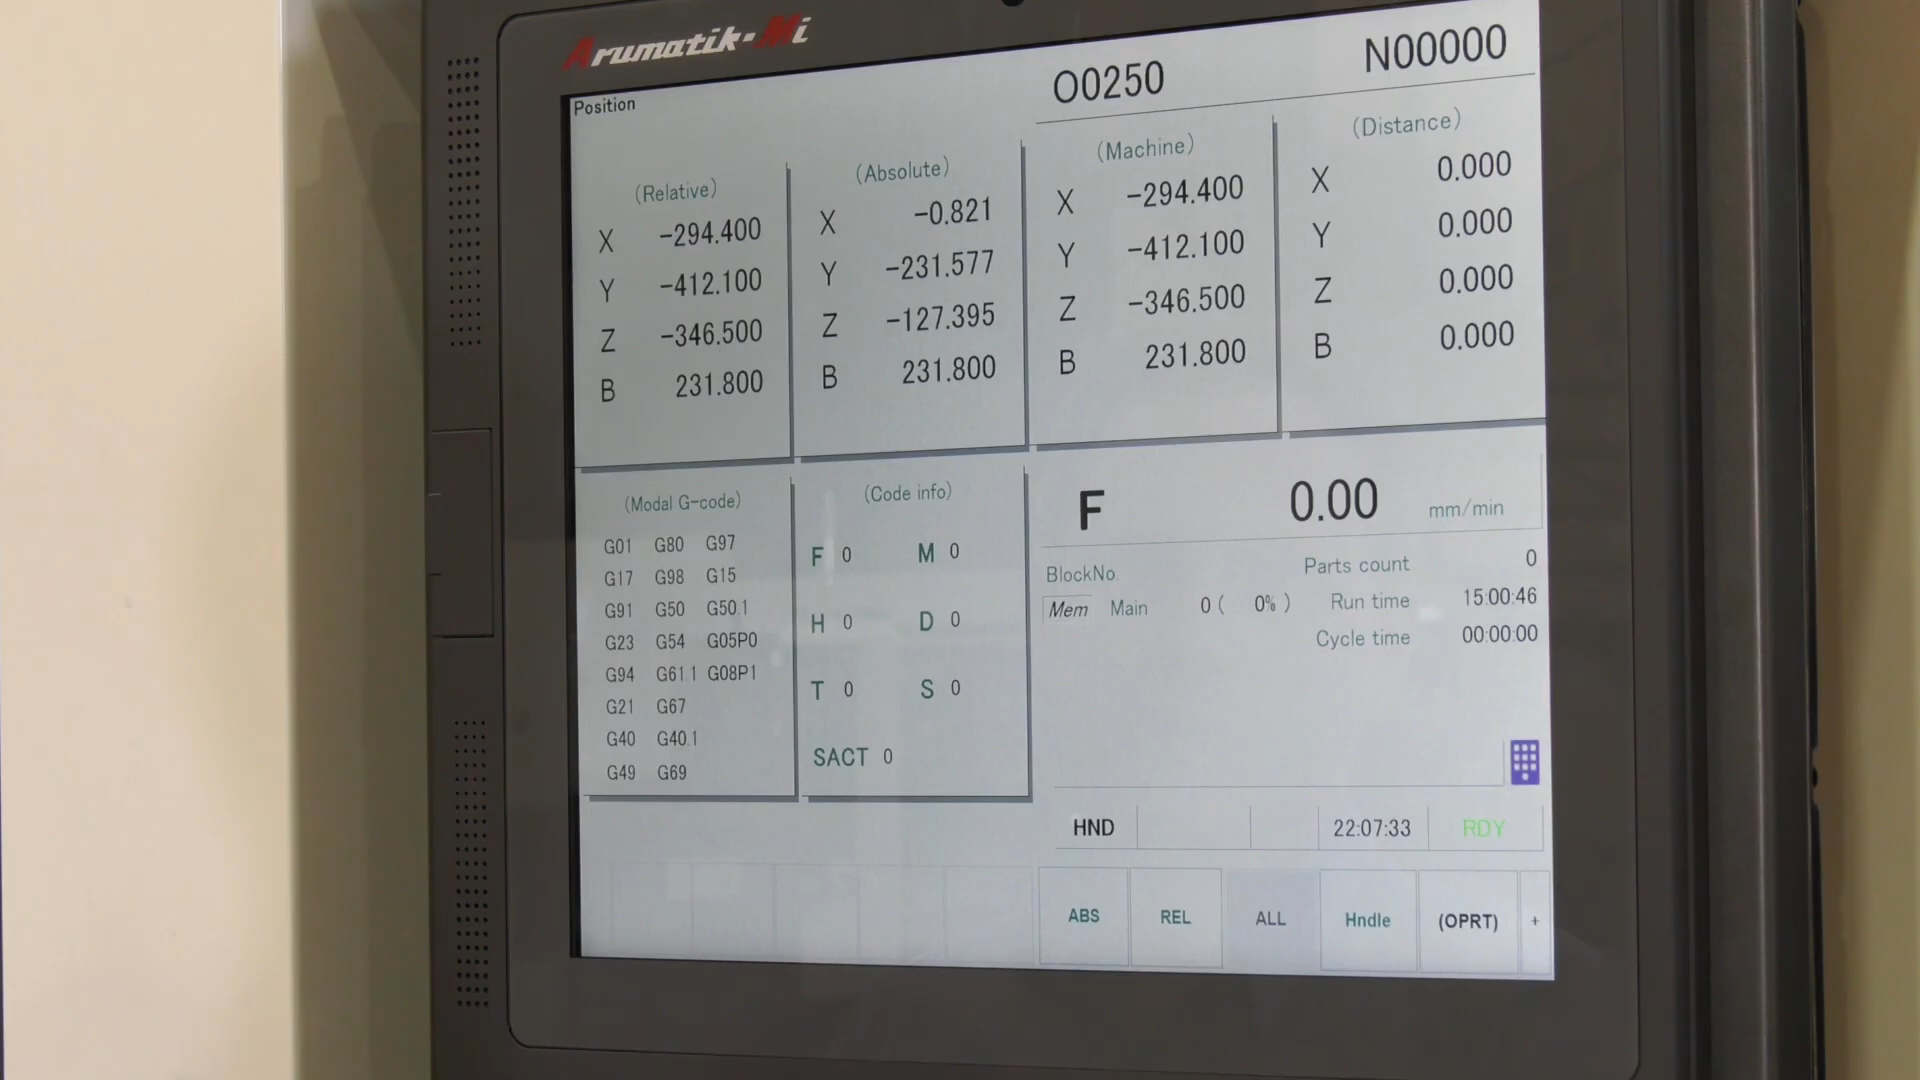 Arumatik-Mi
Position
O0250 N00000
(Relative)
X -294.400
Y -412.100
Z -346.500
B 231.800
(Absolute)
X -0.821
Y -231.577
Z -127.395
B 231.800
(Machine)
X -294.400
Y -412.100
Z -346.500
B 231.800
(Distance)
X 0.000
Y 0.000
Z 0.000
B 0.000
(Modal G-code)
G01 G80 G97
G17 G98 G15
G91 G50 G50.1
G23 G54 G05P0
G94 G61.1 G08P1
G21 G67
G40 G40.1
G49 G69
(Code info)
F 0 M 0
H 0 D 0
T 0 S 0
SACT 0
F 0.00 mm/min
BlockNo. Parts count 0
Mem Main 0 ( 0% ) Run time 15:00:46
Cycle time 00:00:00
HND 22:07:33 RDY
ABS REL ALL Hndle (OPRT) +